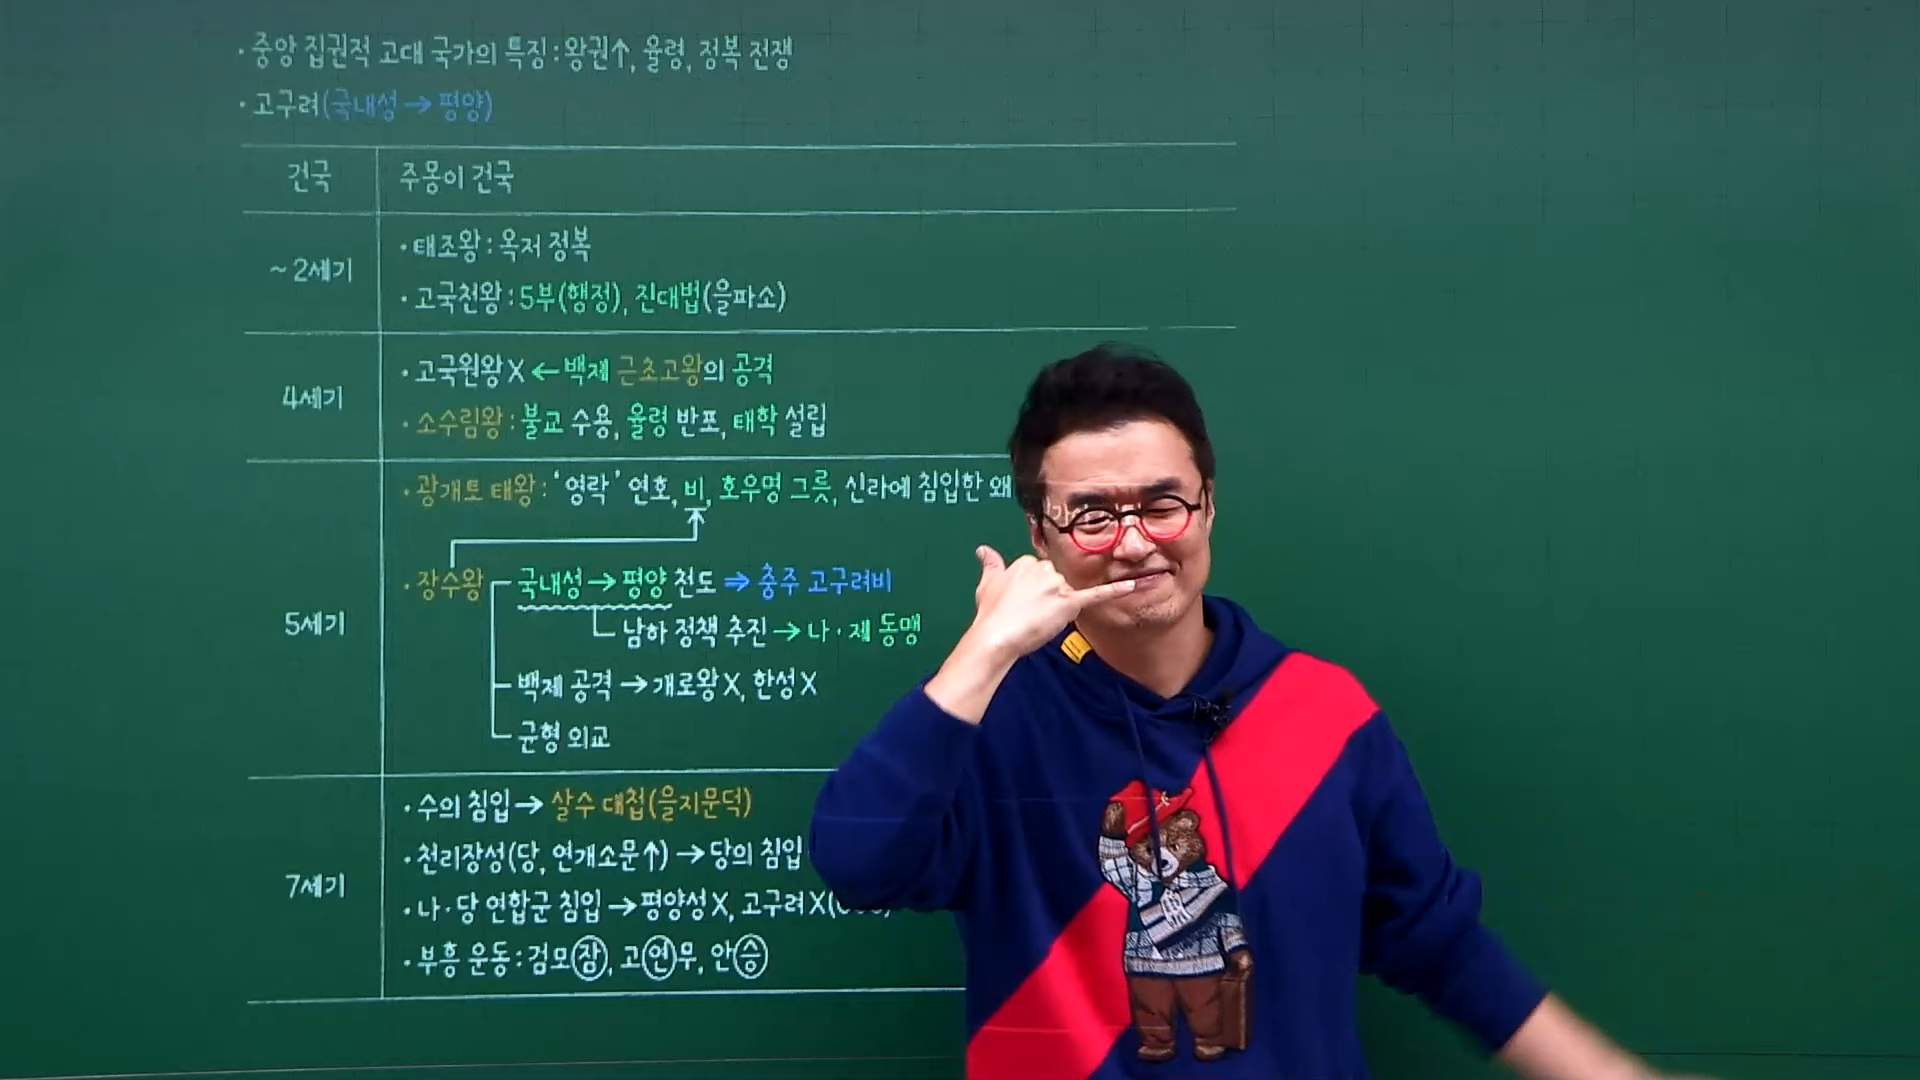 · 중앙 집권적 고대 국가의 특징 : 왕권↑, 율령, 정복 전쟁
· 고구려(국내성 → 평양)
건국 주몽이 건국
~ 2세기
· 태조왕 : 옥저 정복
· 고국천왕 : 5부(행정), 진대법(을파소)
4세기
· 고국원왕 X ← 백제 근초고왕의 공격
· 소수림왕 : 불교 수용, 율령 반포, 태학 설립
5세기
· 광개토 태왕 : '영락' 연호, 비, 호우명 그릇, 신라에 침입한 왜
· 장수왕 국내성 → 평양 천도 ⇒ 충주 고구려비
남하 정책 추진 → 나 · 제 동맹
백제 공격 → 개로왕 X, 한성 X
균형 외교
7세기
· 수의 침입 → 살수 대첩(을지문덕)
· 천리장성(당, 연개소문↑) → 당의 침입
· 나 · 당 연합군 침입 → 평양성 X, 고구려 X
· 부흥 운동 : 검모잠, 고연무, 안승